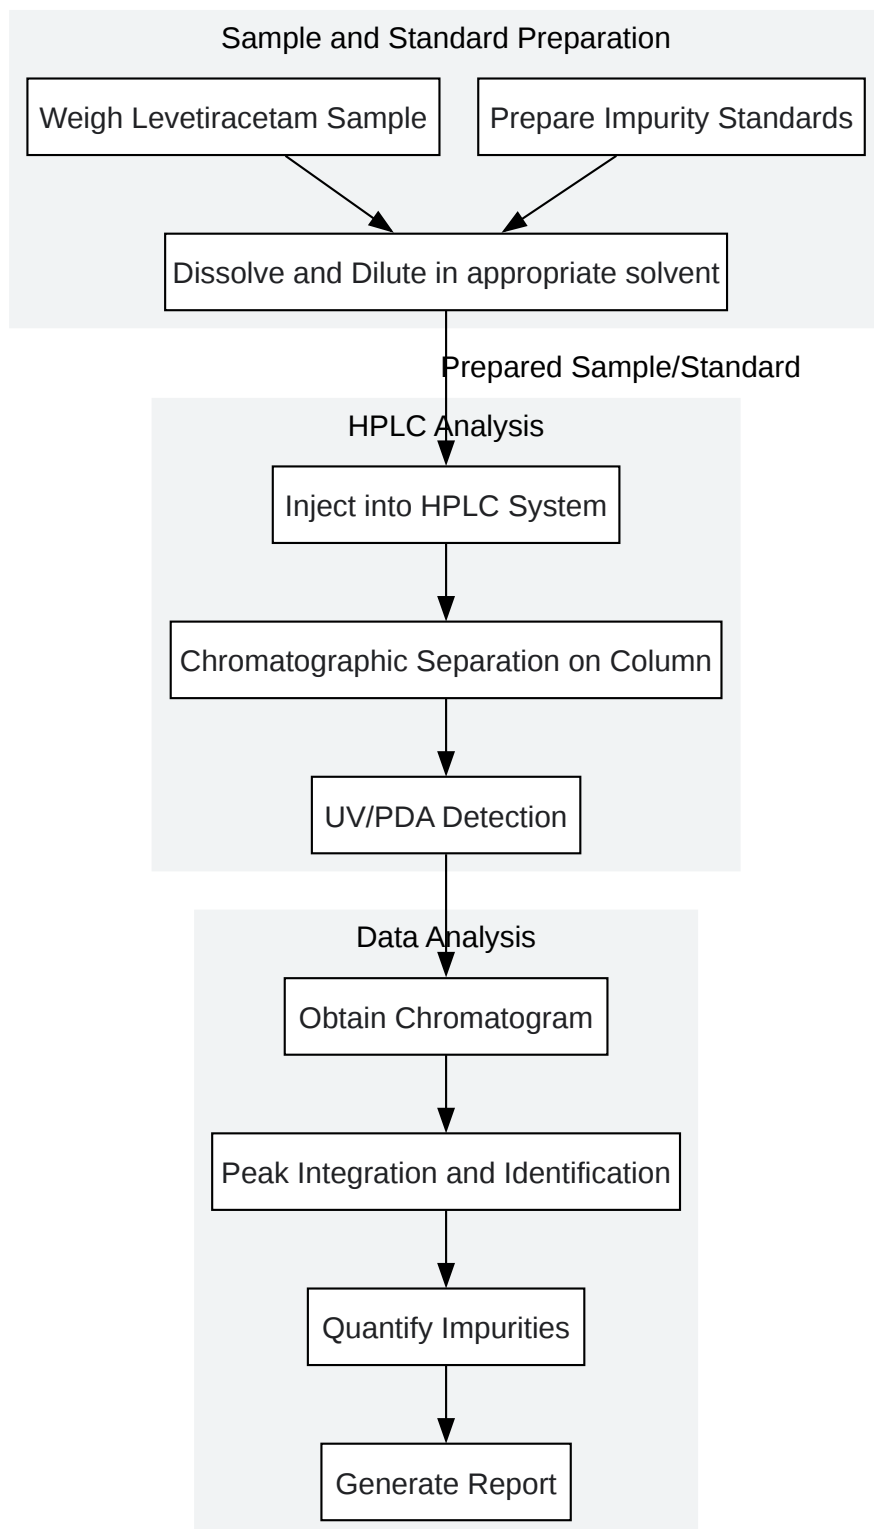 Sample and Standard Preparation
Weigh Levetiracetam Sample
Prepare Impurity Standards
Dissolve and Dilute in appropriate solvent
Prepared Sample/Standard
HPLC Analysis
Inject into HPLC System
Chromatographic Separation on Column
UV/PDA Detection
Data Analysis
Obtain Chromatogram
Peak Integration and Identification
Quantify Impurities
Generate Report